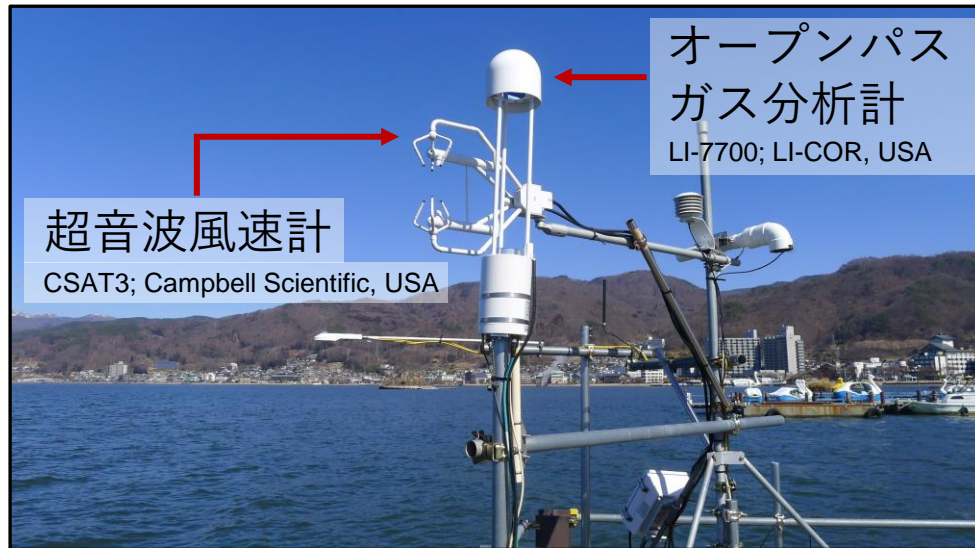 オープンパス
ガス分析計
LI-7700; LI-COR, USA
超音波風速計
CSAT3; Campbell Scientific, USA